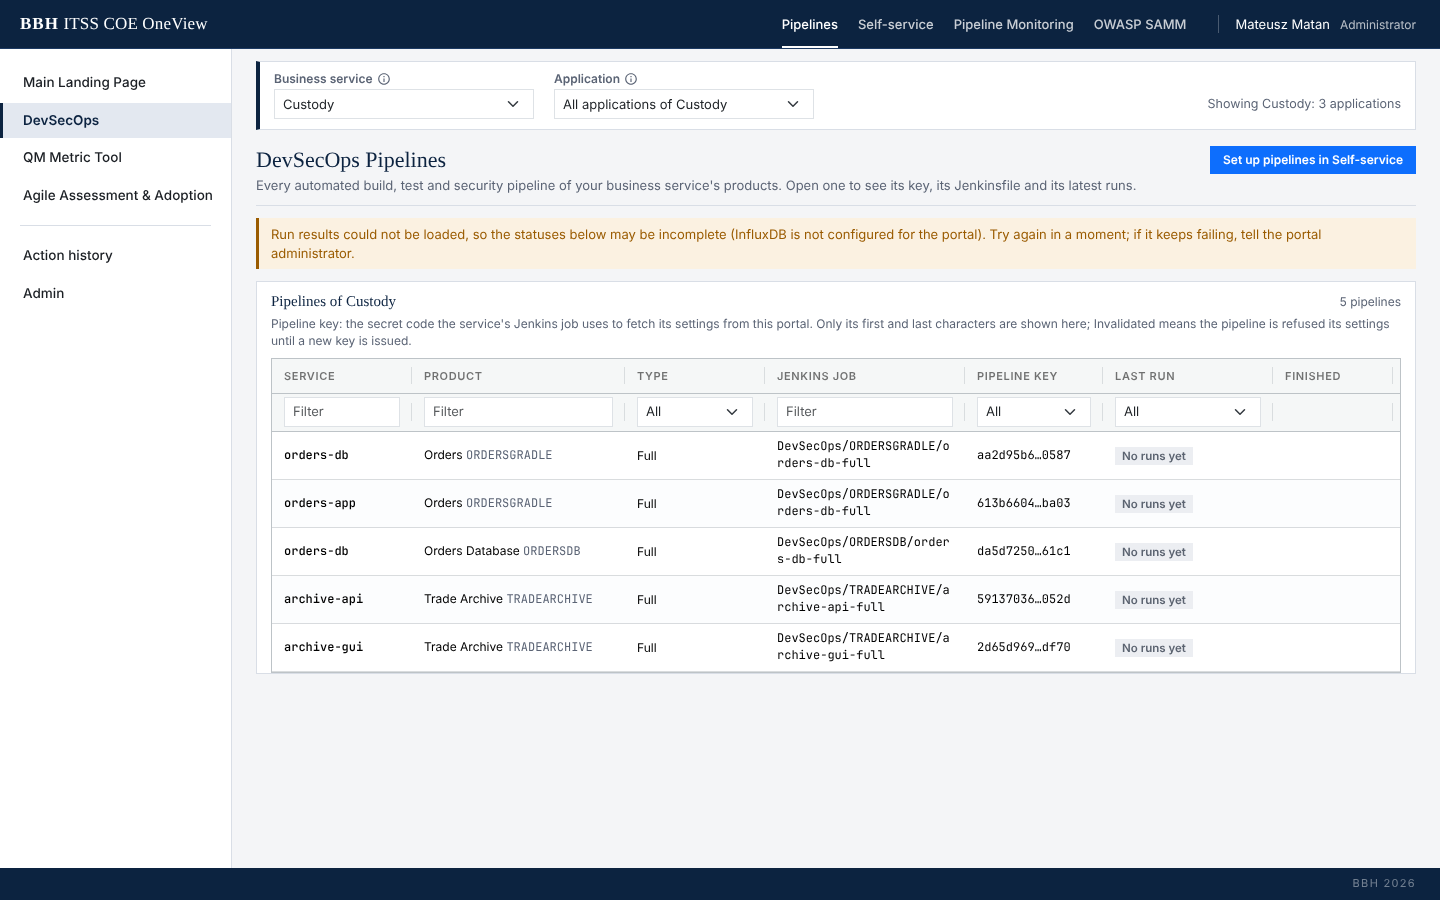 BBH ITSS COE OneView
Pipelines
Self-service
Pipeline Monitoring
OWASP SAMM
Mateusz Matan Administrator
Main Landing Page
DevSecOps
QM Metric Tool
Agile Assessment & Adoption
Action history
Admin
Business service
Application
Custody
All applications of Custody
Showing Custody: 3 applications
DevSecOps Pipelines
Set up pipelines in Self-service
Every automated build, test and security pipeline of your business service's products. Open one to see its key, its Jenkinsfile and its latest runs.
Run results could not be loaded, so the statuses below may be incomplete (InfluxDB is not configured for the portal). Try again in a moment; if it keeps failing, tell the portal
administrator.
Pipelines of Custody
5 pipelines
Pipeline key: the secret code the service's Jenkins job uses to fetch its settings from this portal. Only its first and last characters are shown here; Invalidated means the pipeline is refused its settings
until a new key is issued.
SERVICE PRODUCT TYPE JENKINS JOB PIPELINE KEY LAST RUN FINISHED
Filter Filter All Filter All All
orders-db Orders ORDERSGRADLE Full DevSecOps/ORDERSGRADLE/o
rders-db-full aa2d95b6…0587 No runs yet
orders-app Orders ORDERSGRADLE Full DevSecOps/ORDERSGRADLE/o
rders-db-full 613b6604…ba03 No runs yet
orders-db Orders Database ORDERSDB Full DevSecOps/ORDERSDB/order
s-db-full da5d7250…61c1 No runs yet
archive-api Trade Archive TRADEARCHIVE Full DevSecOps/TRADEARCHIVE/a
rchive-api-full 59137036…052d No runs yet
archive-gui Trade Archive TRADEARCHIVE Full DevSecOps/TRADEARCHIVE/a
rchive-gui-full 2d65d969…df70 No runs yet
BBH 2026